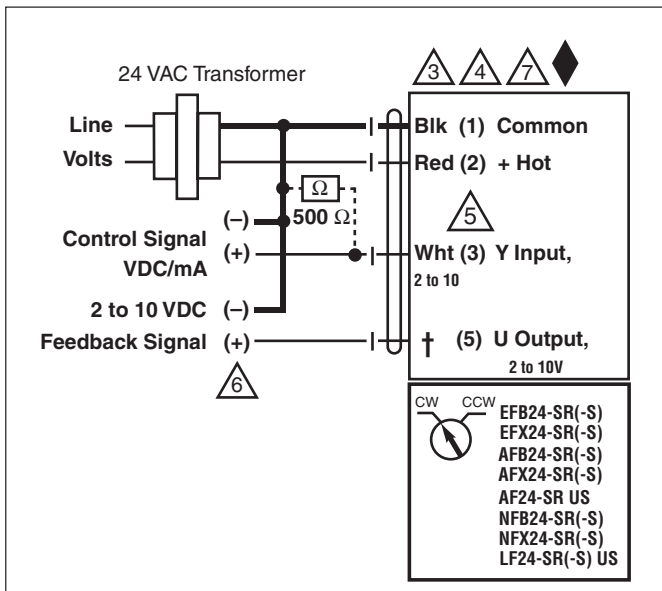 3 4 7
24 VAC Transformer
Line
Volts
Blk (1) Common
Red (2) + Hot
Ω
500 Ω
5
Control Signal (–)
VDC/mA (+)
Wht (3) Y Input,
2 to 10
2 to 10 VDC (–)
Feedback Signal (+)
† (5) U Output,
2 to 10V
6
CW CCW
EFB24-SR(-S)
EFX24-SR(-S)
AFB24-SR(-S)
AFX24-SR(-S)
AF24-SR US
NFB24-SR(-S)
NFX24-SR(-S)
LF24-SR(-S) US